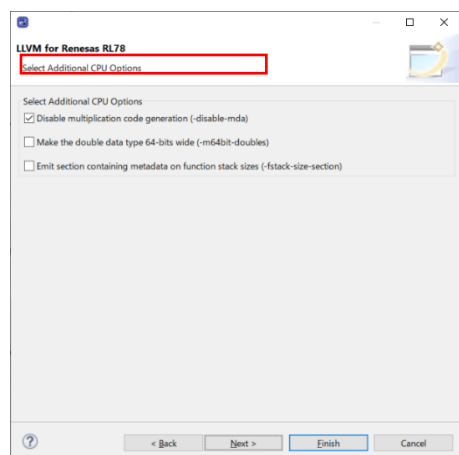 LLVM for Renesas RL78
Select Additional CPU Options
Select Additional CPU Options
Disable multiplication code generation (-disable-mda)
Make the double data type 64-bits wide (-m64bit-doubles)
Emit section containing metadata on function stack sizes (-fstack-size-section)
?
< Back
Next >
Finish
Cancel